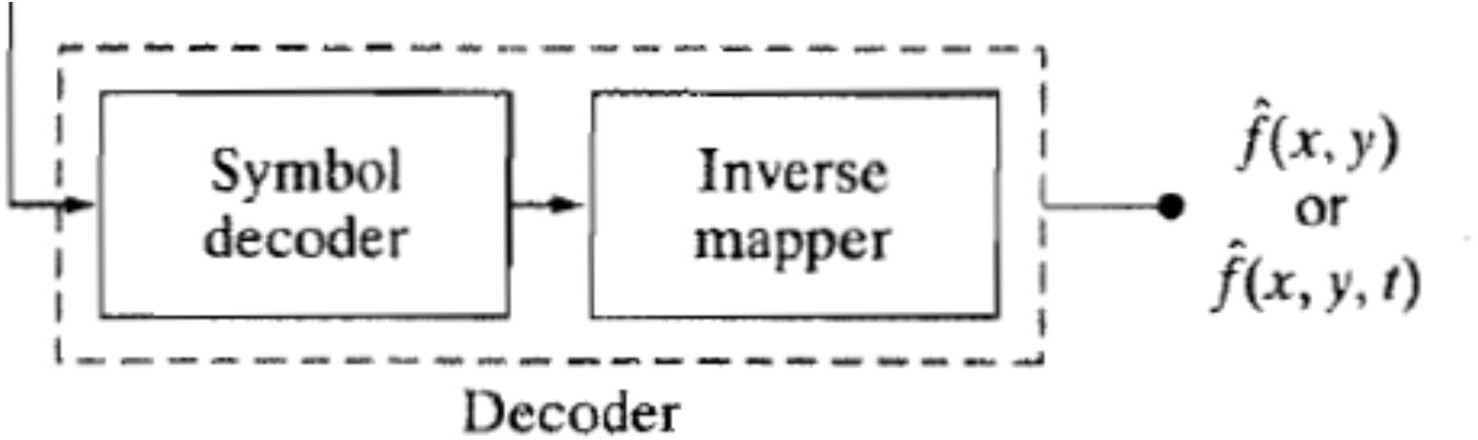 Symbol
decoder
Inverse
mapper
f̂(x, y)
or
f̂(x, y, t)
Decoder